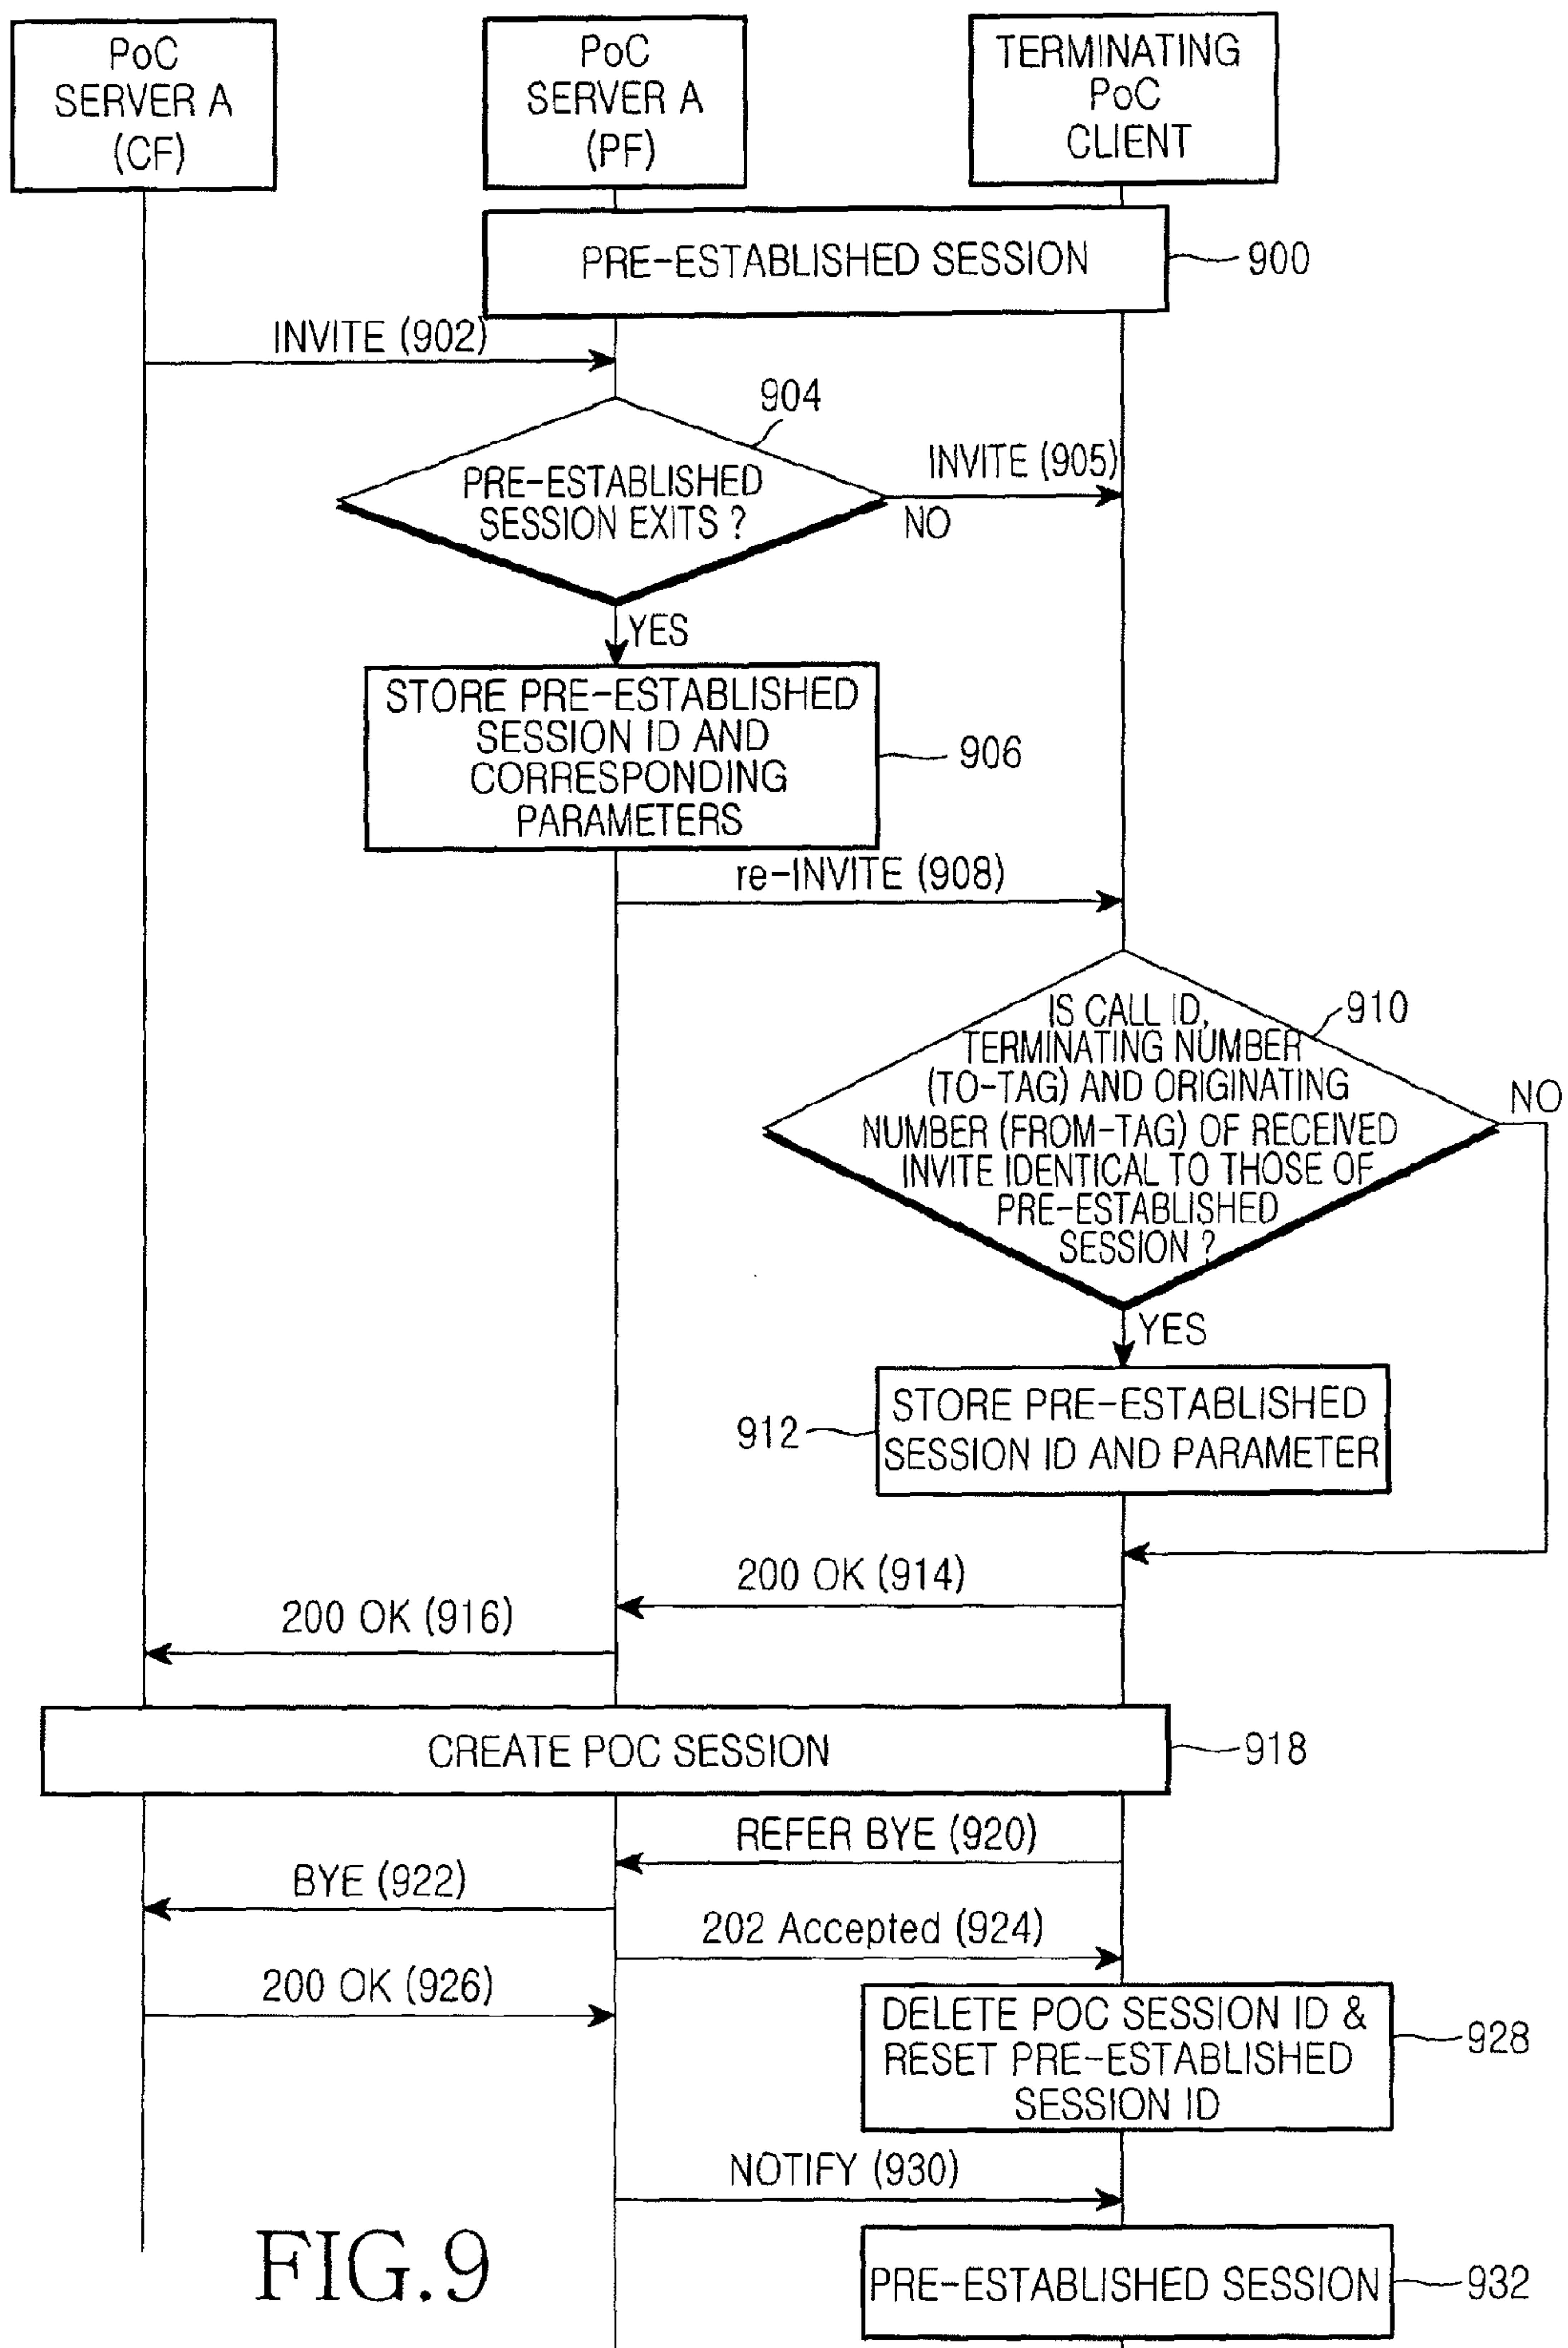 PoC
SERVER A
(CF)
PoC
SERVER A
(PF)
TERMINATING
PoC
CLIENT
PRE-ESTABLISHED SESSION
900
INVITE (902)
904
PRE-ESTABLISHED
SESSION EXITS ?
INVITE (905)
NO
YES
STORE PRE-ESTABLISHED
SESSION ID AND
CORRESPONDING
PARAMETERS
906
re-INVITE (908)
IS CALL ID,
TERMINATING NUMBER
(TO-TAG) AND ORIGINATING
NUMBER (FROM-TAG) OF RECEIVED
INVITE IDENTICAL TO THOSE OF
PRE-ESTABLISHED
SESSION ?
910
NO
YES
STORE PRE-ESTABLISHED
SESSION ID AND PARAMETER
912
200 OK (914)
200 OK (916)
CREATE POC SESSION
918
REFER BYE (920)
BYE (922)
202 Accepted (924)
200 OK (926)
DELETE POC SESSION ID &
RESET PRE-ESTABLISHED
SESSION ID
928
NOTIFY (930)
PRE-ESTABLISHED SESSION
932
FIG.9